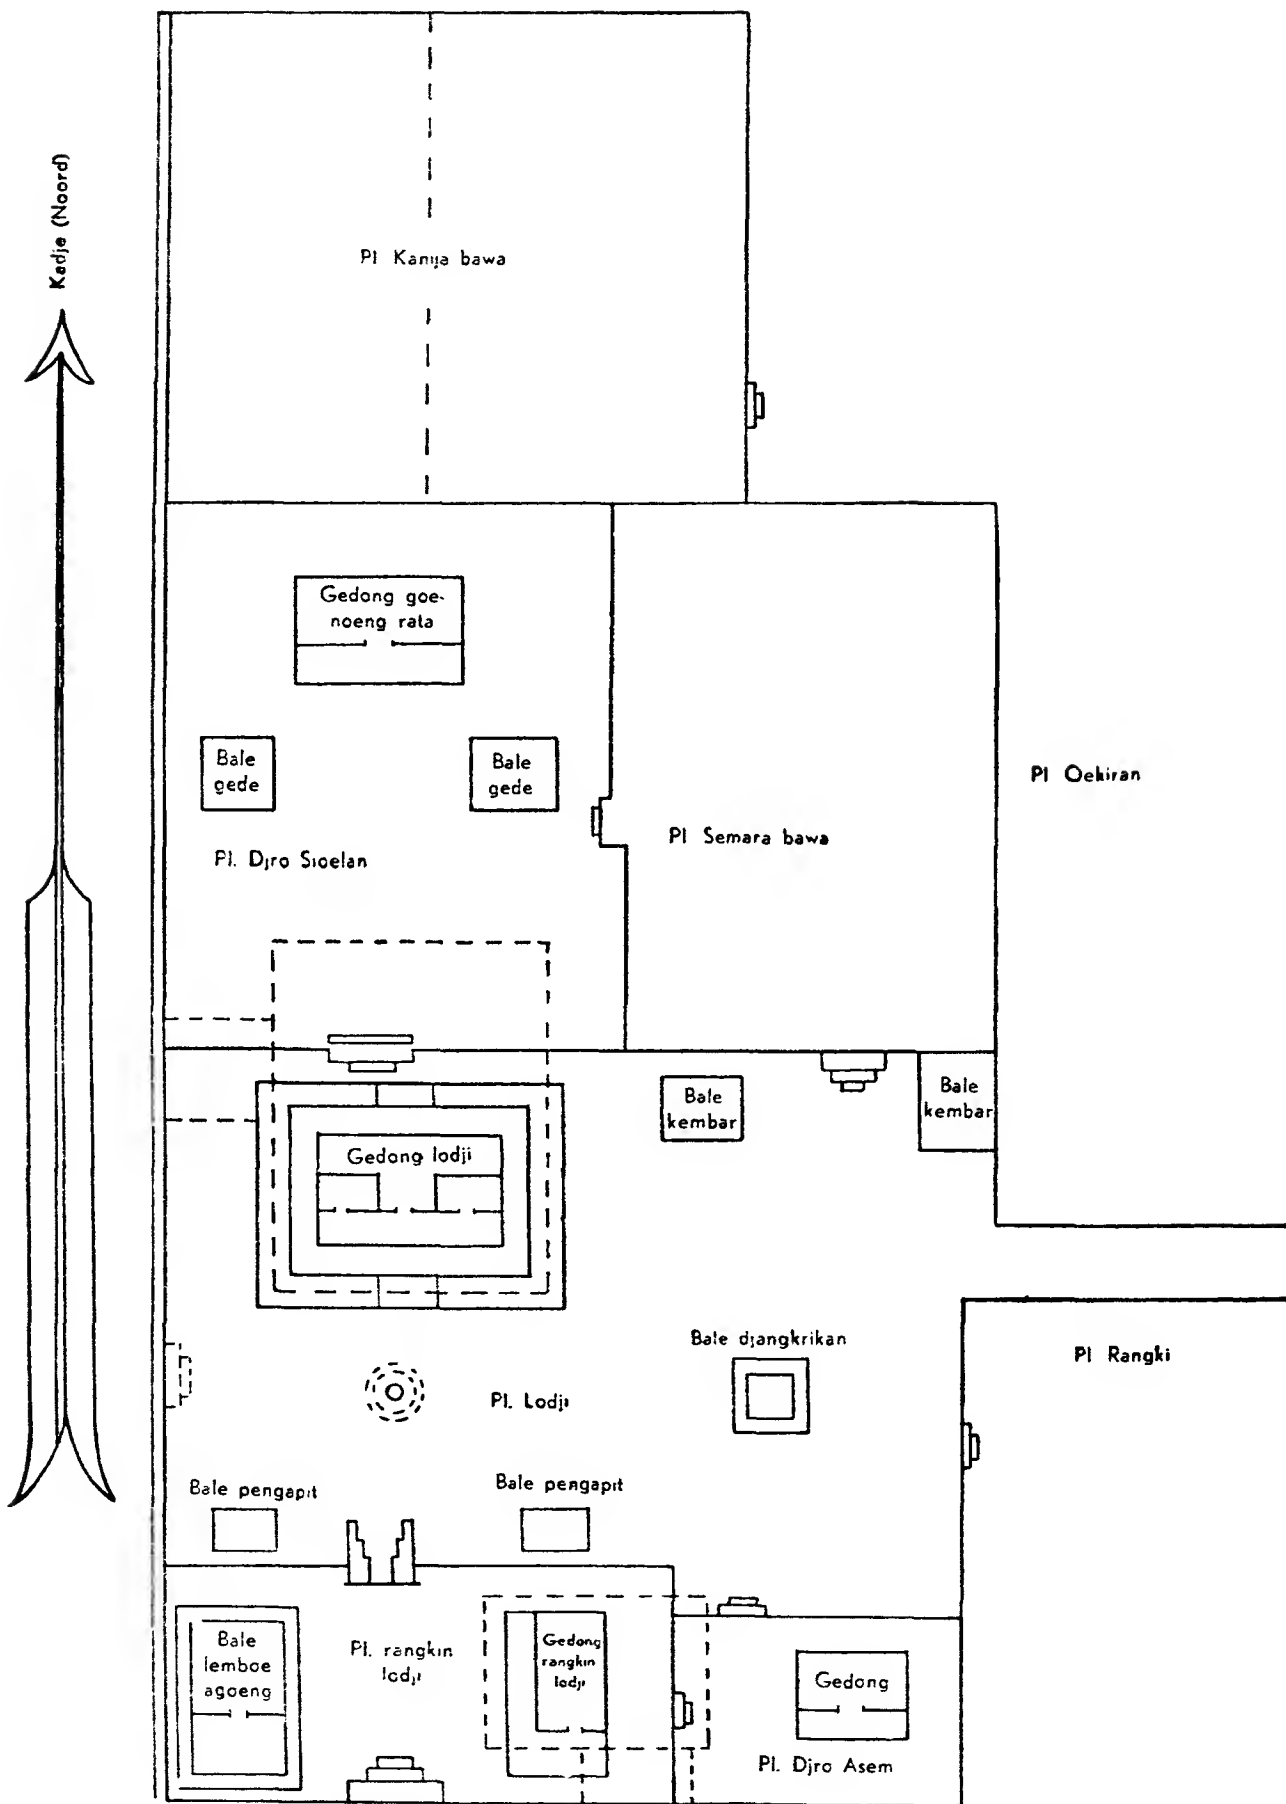 Kadje (Noord)
Pl Kanija bawa
Gedong goe-
noeng rata
Bale
gede
Bale
gede
Pl Oekiran
Pl Semara bawa
Pl. Djro Sioelan
Bale
kembar
Bale
kembar
Gedong lodji
Bale djangkrikan
Pl Rangki
Pl. Lodji
Bale pengapit
Bale pengapit
Bale
lemboe
agoeng
Pl. rangkin
lodji
Gedong
rangkin
lodji
Gedong
Pl. Djro Asem